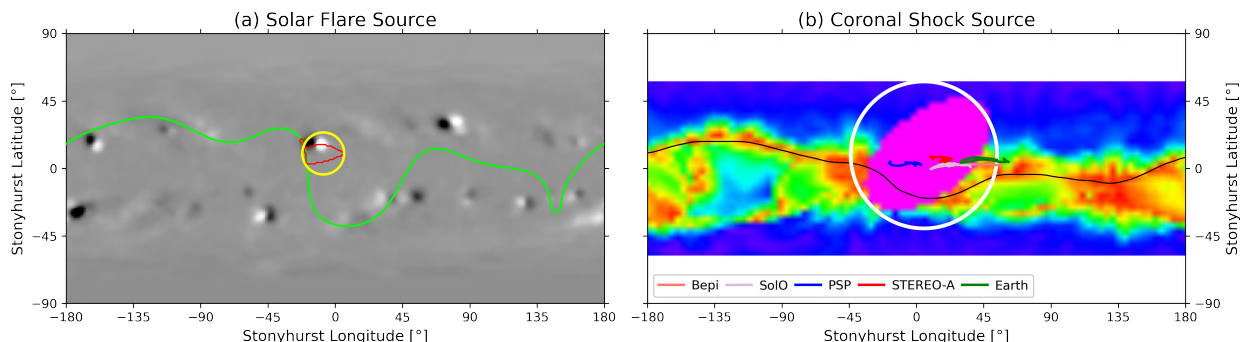 (a) Solar Flare Source
90
45
0
−45
−90
Stonyhurst Latitude [°]
−180 −135 −90 −45 0 45 90 135 180
Stonyhurst Longitude [°]
(b) Coronal Shock Source
90
45
0
−45
−90
Stonyhurst Latitude [°]
Bepi SolO PSP STEREO-A Earth
−180 −135 −90 −45 0 45 90 135 180
Stonyhurst Longitude [°]